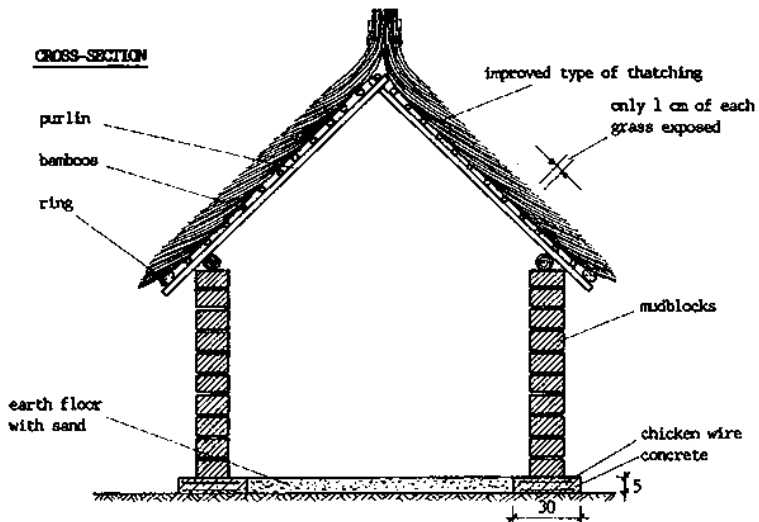 CROSS-SECTION
improved type of thatching
only 1 cm of each
grass exposed
purlin
bamboos
ring
mudblocks
earth floor
with sand
chicken wire
concrete
5
30